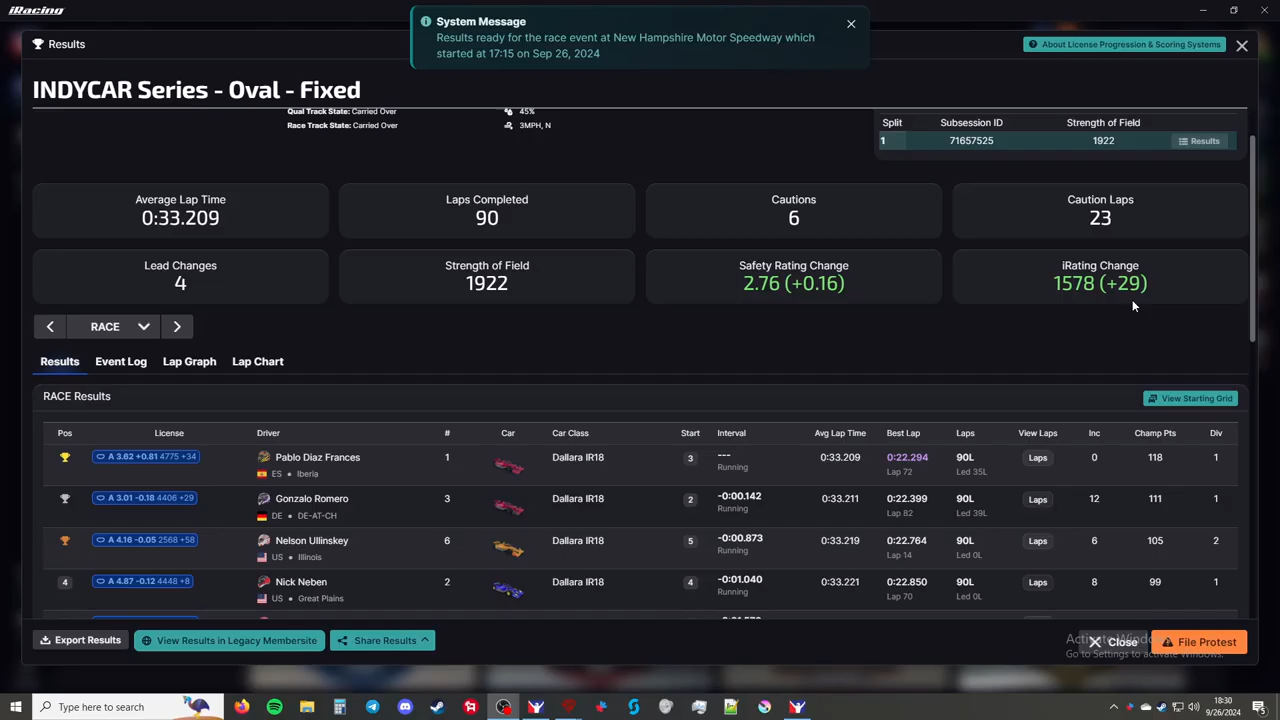 iRacing
Results
System Message
Results ready for the race event at New Hampshire Motor Speedway which
started at 17:15 on Sep 26, 2024
About License Progression & Scoring Systems
INDYCAR Series - Oval - Fixed
Qual Track State: Carried Over
45%
Race Track State: Carried Over
3MPH, N
Split Subsession ID Strength of Field
1 71657525 1922 Results
Average Lap Time
0:33.209
Laps Completed
90
Cautions
6
Caution Laps
23
Lead Changes
4
Strength of Field
1922
Safety Rating Change
2.76 (+0.16)
iRating Change
1578 (+29)
RACE
Results Event Log Lap Graph Lap Chart
RACE Results
View Starting Grid
Pos License Driver # Car Car Class Start Interval Avg Lap Time Best Lap Laps View Laps Inc Champ Pts Div
A 3.62 +0.81 4775 +34 Pablo Diaz Frances 1 Dallara IR18 3 --- 0:33.209 0:22.294 90L Laps 0 118 1
ES • Iberia Running Lap 72 Led 35L
A 3.01 -0.18 4406 +29 Gonzalo Romero 3 Dallara IR18 2 -0:00.142 0:33.211 0:22.399 90L Laps 12 111 1
DE • DE-AT-CH Running Lap 82 Led 39L
A 4.16 -0.05 2568 +58 Nelson Ullinskey 6 Dallara IR18 5 -0:00.873 0:33.219 0:22.764 90L Laps 6 105 2
US • Illinois Running Lap 14 Led 0L
4 A 4.87 -0.12 4448 +8 Nick Neben 2 Dallara IR18 4 -0:01.040 0:33.221 0:22.850 90L Laps 8 99 1
US • Great Plains Running Lap 70 Led 0L
Export Results View Results in Legacy Membersite Share Results
Close File Protest
Go to Settings to activate Windows.
Type here to search
18:30
9/26/2024